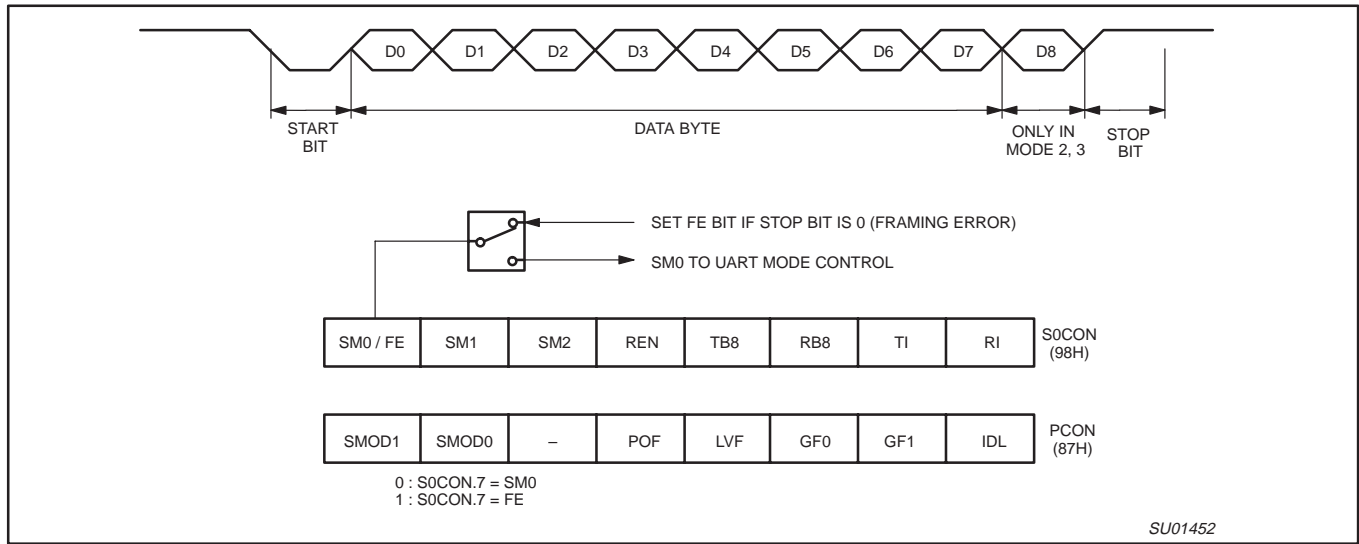 D0 D1 D2 D3 D4 D5 D6 D7 D8
START
BIT
DATA BYTE
ONLY IN
MODE 2, 3
STOP
BIT
SET FE BIT IF STOP BIT IS 0 (FRAMING ERROR)
SM0 TO UART MODE CONTROL
SM0 / FE SM1 SM2 REN TB8 RB8 TI RI
S0CON
(98H)
SMOD1 SMOD0 – POF LVF GF0 GF1 IDL
PCON
(87H)
0 : S0CON.7 = SM0
1 : S0CON.7 = FE
SU01452